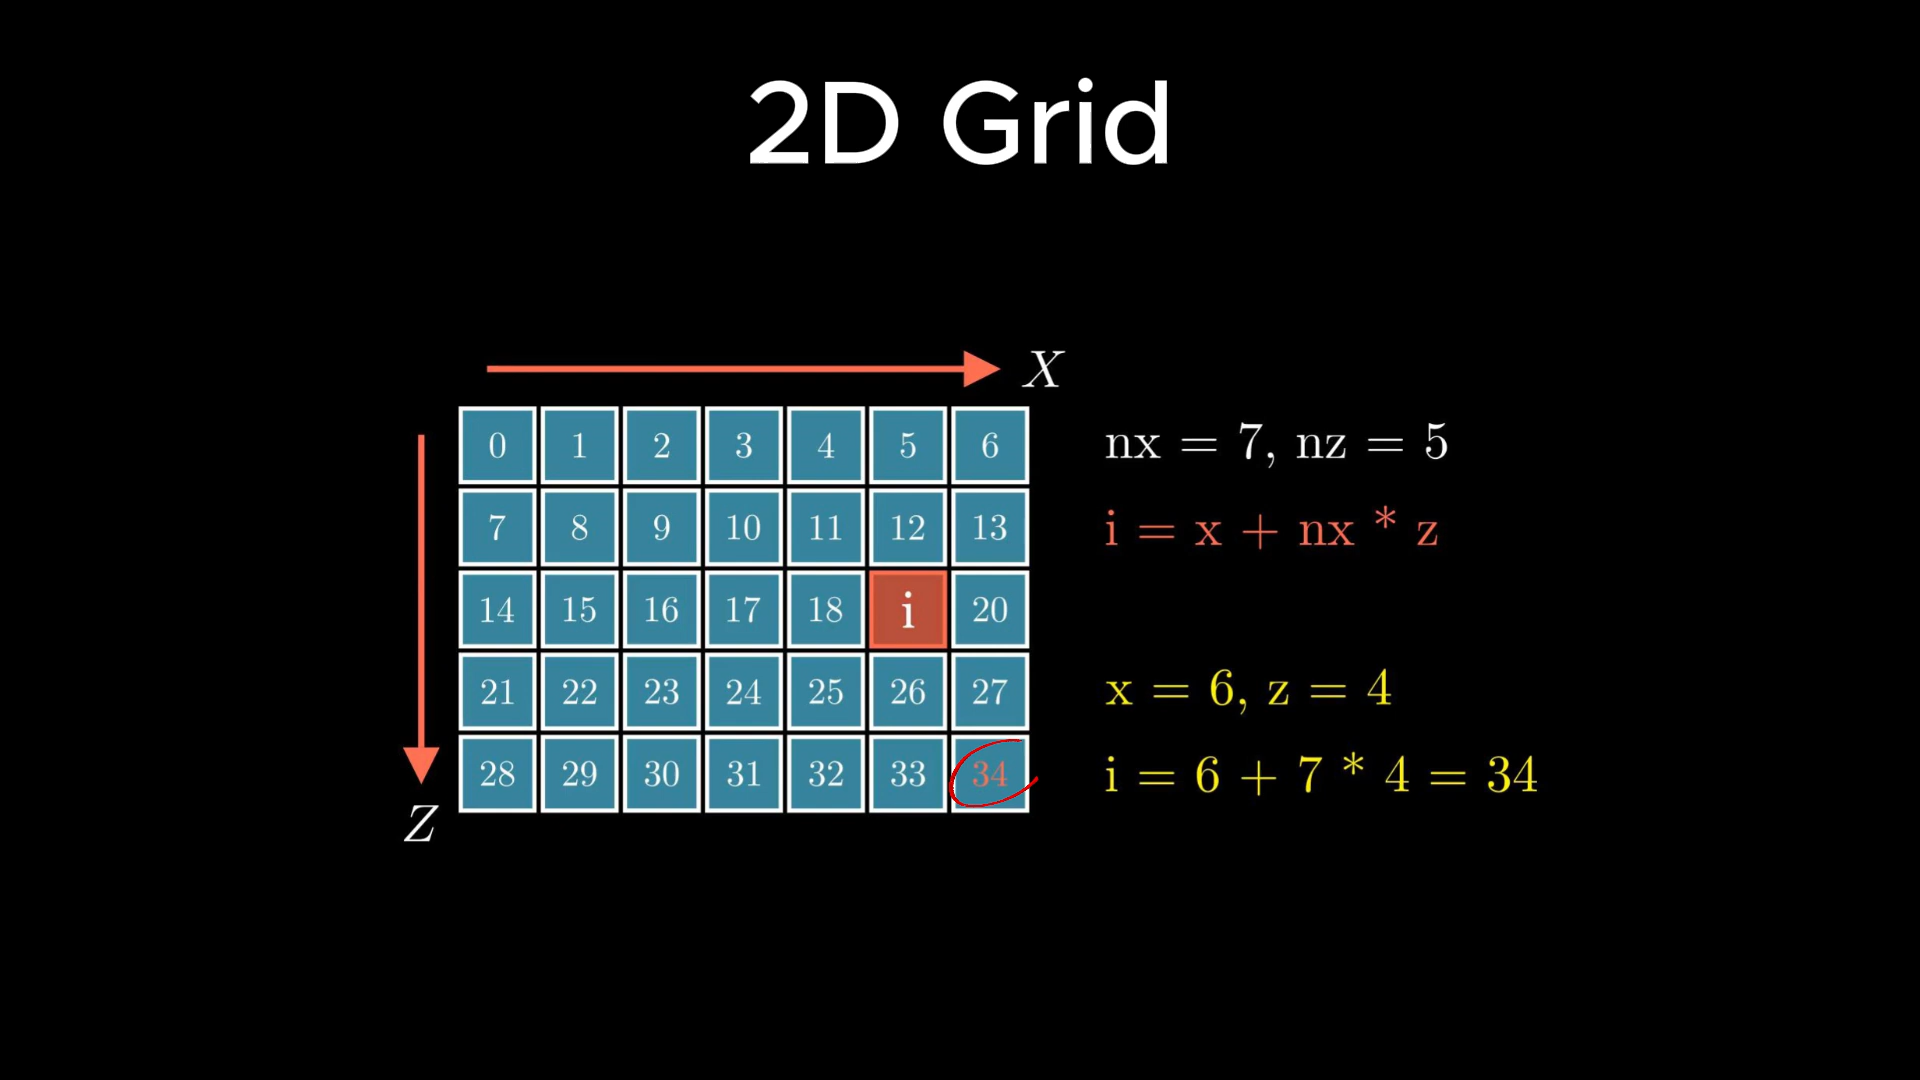 2D Grid
X
0 1 2 3 4 5 6
7 8 9 10 11 12 13
14 15 16 17 18 i 20
21 22 23 24 25 26 27
28 29 30 31 32 33 34
Z
nx = 7, nz = 5
i = x + nx * z
x = 6, z = 4
i = 6 + 7 * 4 = 34